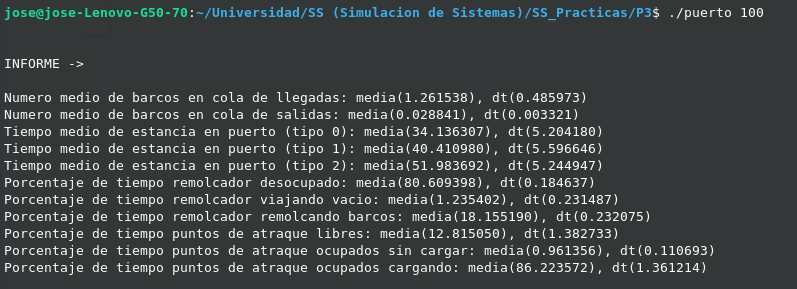 jose@jose-Lenovo-G50-70:~/Universidad/SS (Simulacion de Sistemas)/SS_Practicas/P3$ ./puerto 100
INFORME ->
Numero medio de barcos en cola de llegadas: media(1.261538), dt(0.485973)
Numero medio de barcos en cola de salidas: media(0.028841), dt(0.003321)
Tiempo medio de estancia en puerto (tipo 0): media(34.136307), dt(5.204180)
Tiempo medio de estancia en puerto (tipo 1): media(40.410980), dt(5.596646)
Tiempo medio de estancia en puerto (tipo 2): media(51.983692), dt(5.244947)
Porcentaje de tiempo remolcador desocupado: media(80.609398), dt(0.184637)
Porcentaje de tiempo remolcador viajando vacio: media(1.235402), dt(0.231487)
Porcentaje de tiempo remolcador remolcando barcos: media(18.155190), dt(0.232075)
Porcentaje de tiempo puntos de atraque libres: media(12.815050), dt(1.382733)
Porcentaje de tiempo puntos de atraque ocupados sin cargar: media(0.961356), dt(0.110693)
Porcentaje de tiempo puntos de atraque ocupados cargando: media(86.223572), dt(1.361214)